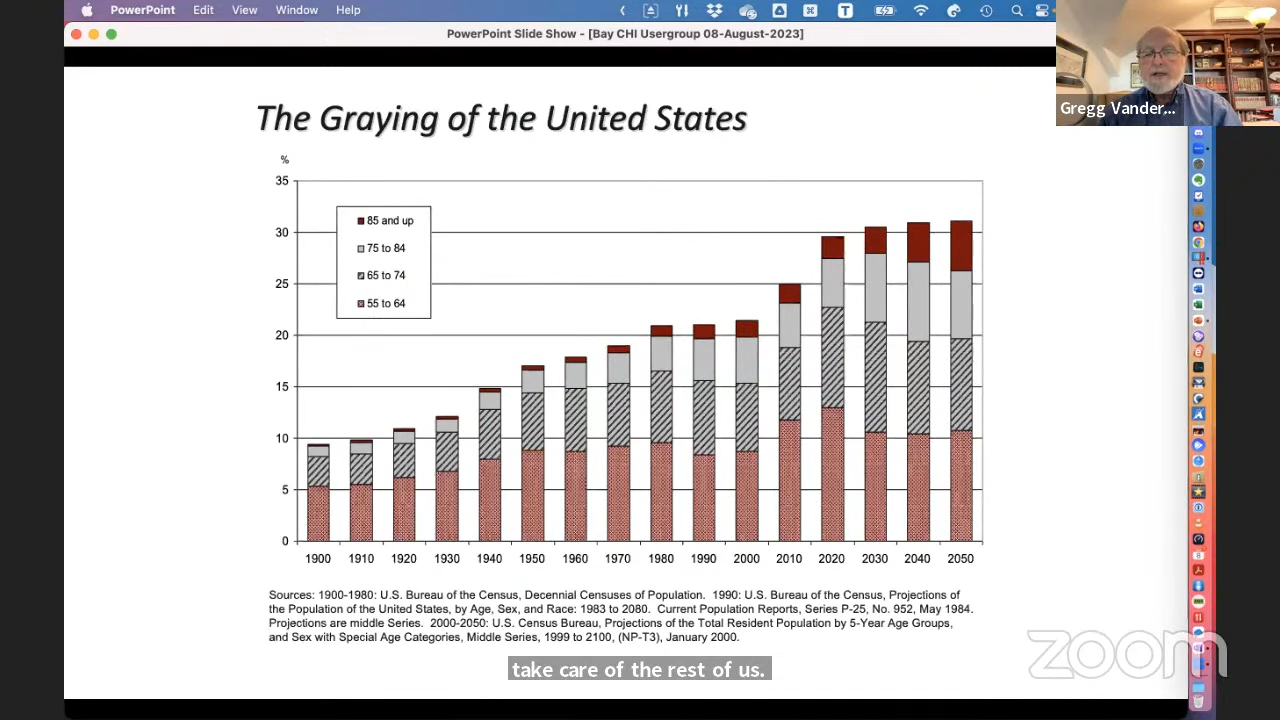 PowerPoint Edit View Window Help
PowerPoint Slide Show - [Bay CHI Usergroup 08-August-2023]
Gregg Vander...
The Graying of the United States
%
35
30
25
20
15
10
5
0
85 and up
75 to 84
65 to 74
55 to 64
1900 1910 1920 1930 1940 1950 1960 1970 1980 1990 2000 2010 2020 2030 2040 2050
Sources: 1900-1980: U.S. Bureau of the Census, Decennial Censuses of Population. 1990: U.S. Bureau of the Census, Projections of
the Population of the United States, by Age, Sex, and Race: 1983 to 2080. Current Population Reports, Series P-25, No. 952, May 1984.
Projections are middle Series. 2000-2050: U.S. Census Bureau, Projections of the Total Resident Population by 5-Year Age Groups,
and Sex with Special Age Categories, Middle Series, 1999 to 2100, (NP-T3), January 2000.
take care of the rest of us.
zoom